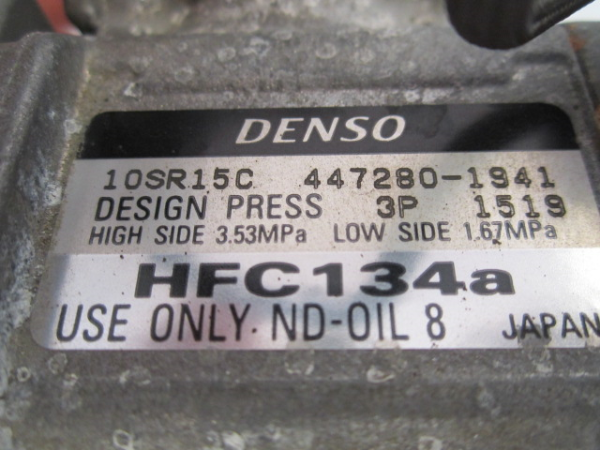 DENSO
10SR15C 447280-1941
DESIGN PRESS 3P 1519
HIGH SIDE 3.53MPa LOW SIDE 1.67MPa
HFC134a
USE ONLY ND-OIL 8 JAPAN